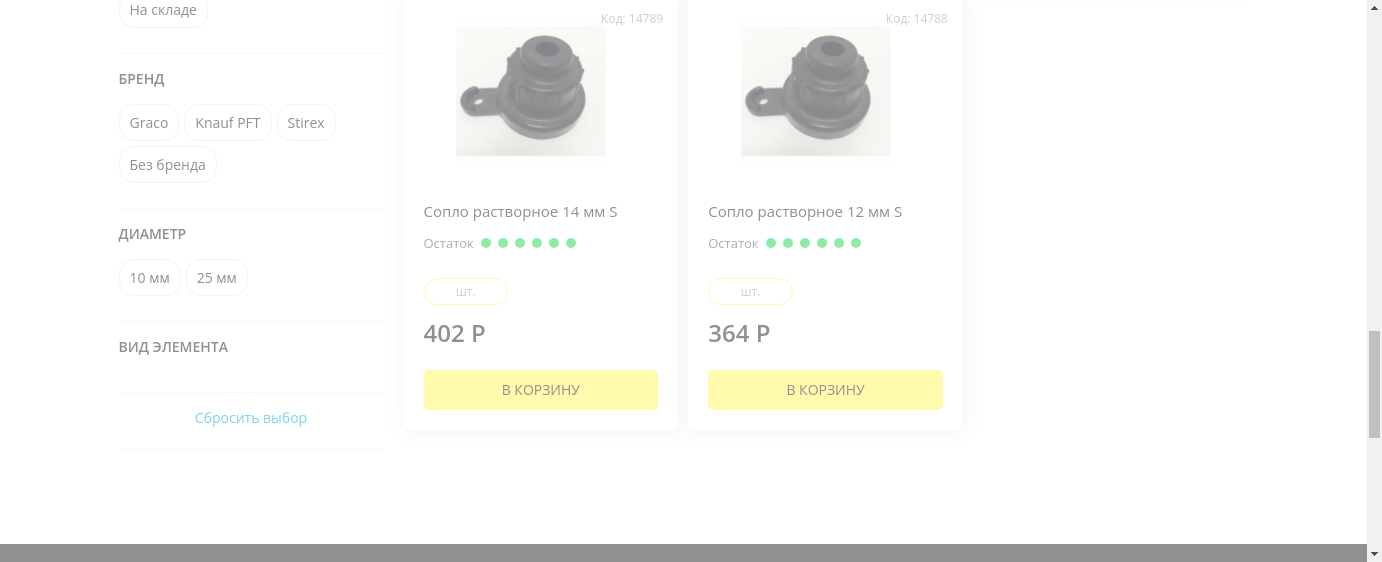 На складе
БРЕНД
Graco
Knauf PFT
Stirex
Без бренда
ДИАМЕТР
10 мм
25 мм
ВИД ЭЛЕМЕНТА
Сбросить выбор
Код: 14789
Сопло растворное 14 мм S
Остаток
шт.
402 Р
В КОРЗИНУ
Код: 14788
Сопло растворное 12 мм S
Остаток
шт.
364 Р
В КОРЗИНУ